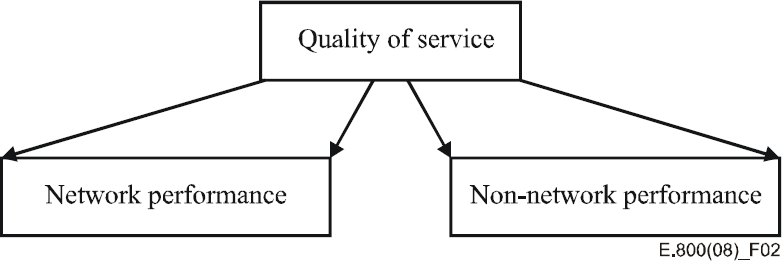 Quality of service
Network performance
Non-network performance
E.800(08)_F02